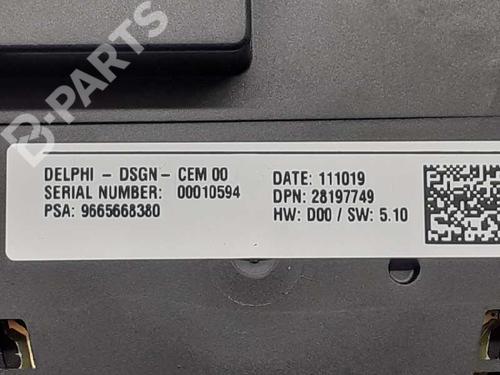 B-PARTS
DELPHI - DSGN - CEM 00
SERIAL NUMBER: 00010594
PSA: 9665668380
DATE: 111019
DPN: 28197749
HW: D00 / SW: 5.10